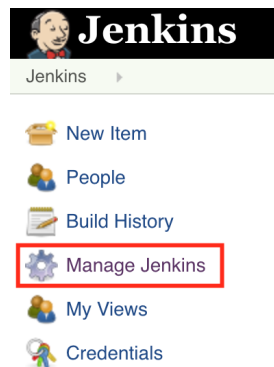 Jenkins
Jenkins
New Item
People
Build History
Manage Jenkins
My Views
Credentials